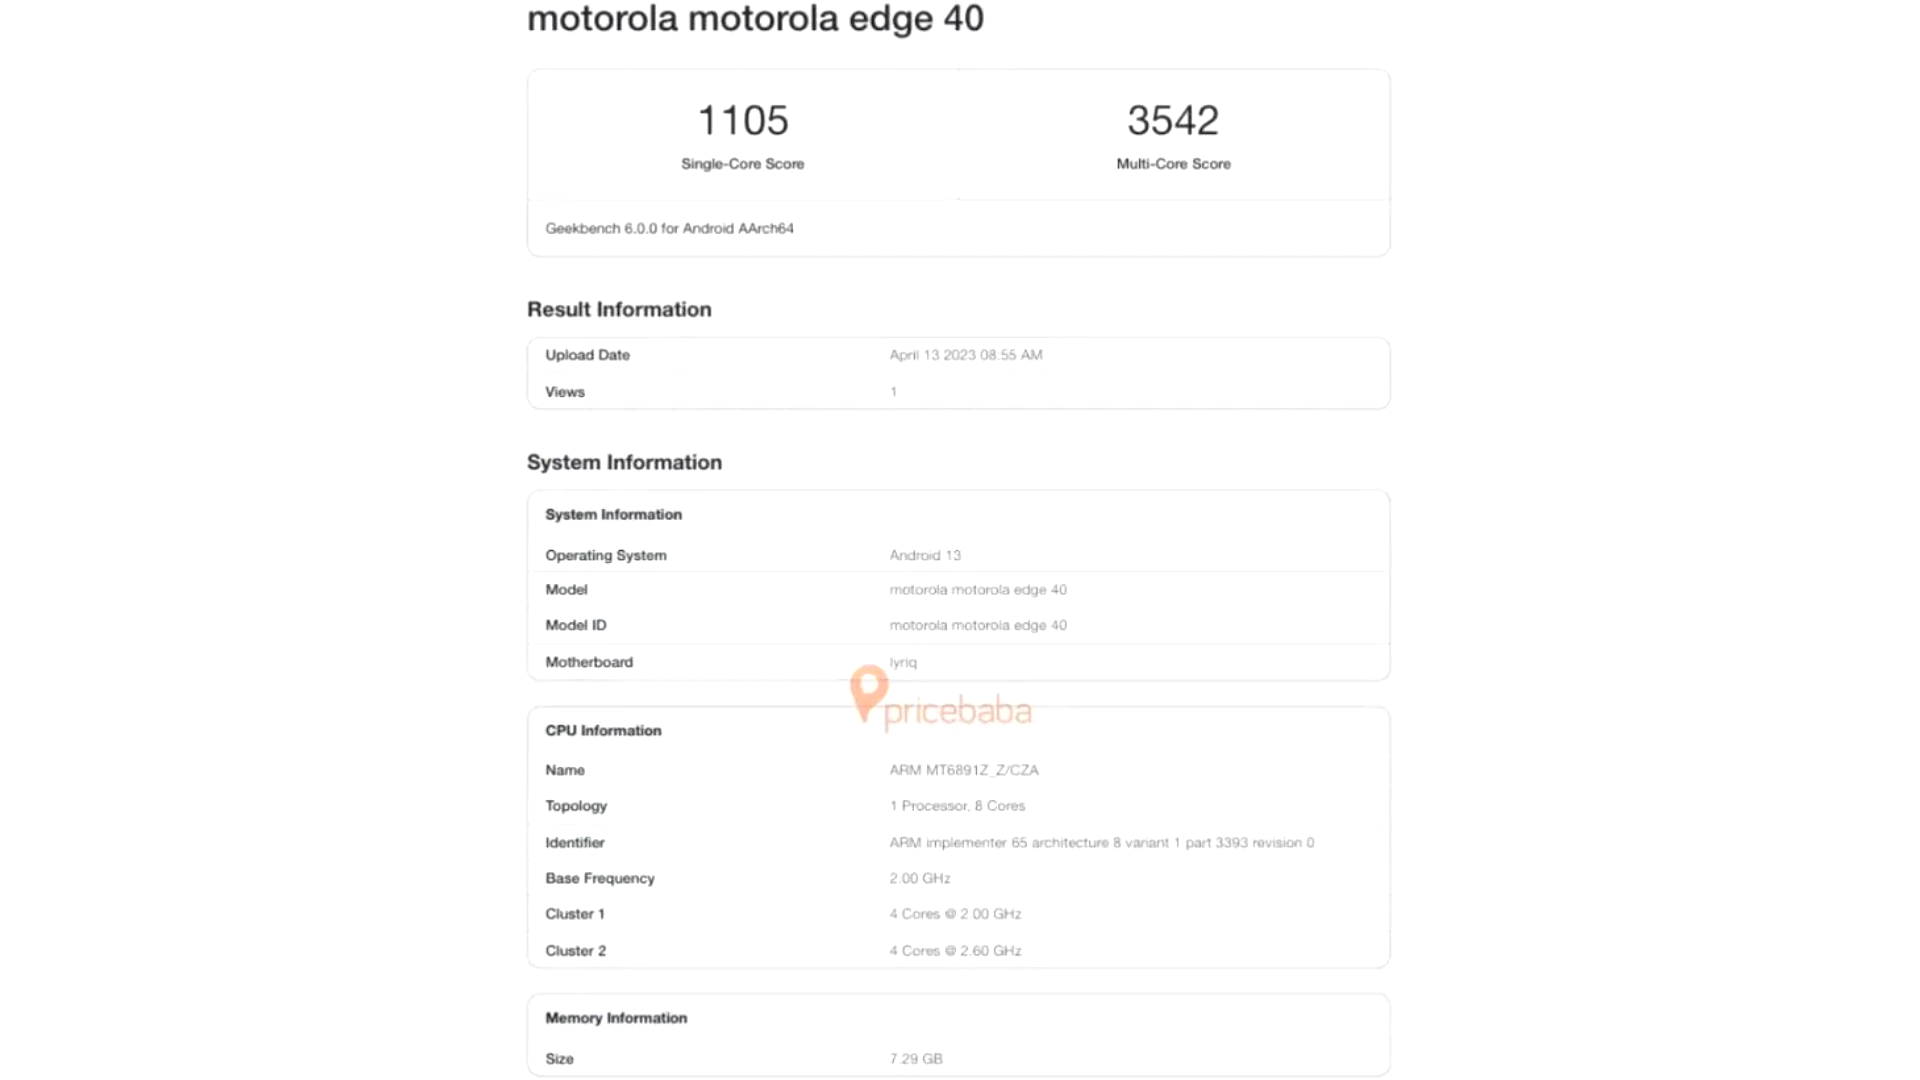 motorola motorola edge 40
1105
Single-Core Score
3542
Multi-Core Score
Geekbench 6.0.0 for Android AArch64
Result Information
Upload Date April 13 2023 08:55 AM
Views 1
System Information
System Information
Operating System Android 13
Model motorola motorola edge 40
Model ID motorola motorola edge 40
Motherboard lyriq
pricebaba
CPU Information
Name ARM MT6891Z_Z/CZA
Topology 1 Processor, 8 Cores
Identifier ARM implementer 65 architecture 8 variant 1 part 3393 revision 0
Base Frequency 2.00 GHz
Cluster 1 4 Cores @ 2.00 GHz
Cluster 2 4 Cores @ 2.60 GHz
Memory Information
Size 7.29 GB